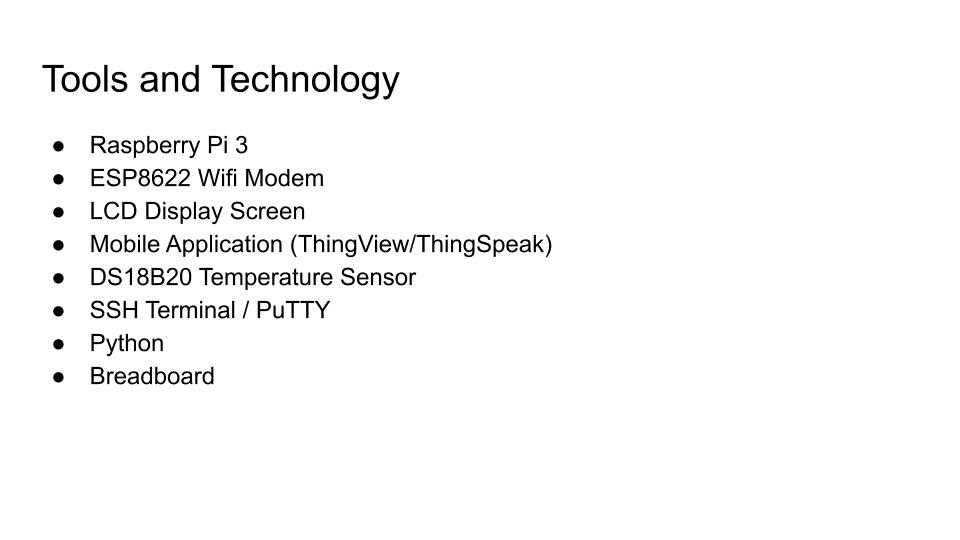 Tools and Technology
● Raspberry Pi 3
● ESP8622 Wifi Modem
● LCD Display Screen
● Mobile Application (ThingView/ThingSpeak)
● DS18B20 Temperature Sensor
● SSH Terminal / PuTTY
● Python
● Breadboard